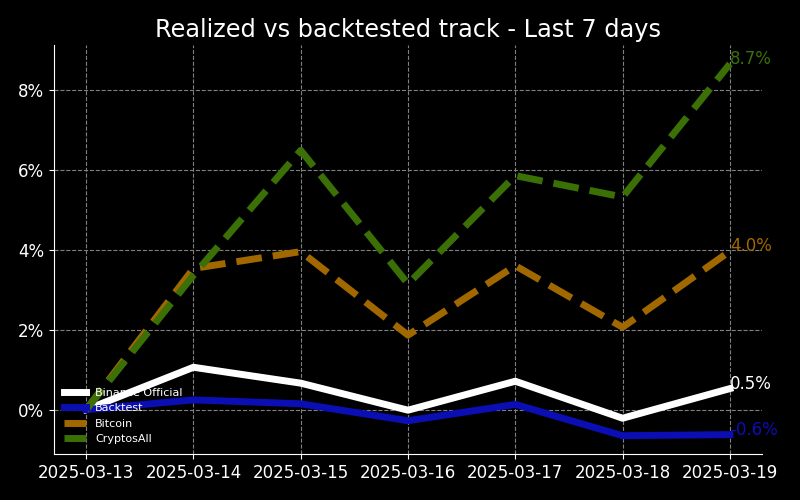 Realized vs backtested track - Last 7 days
8.7%
8%
6%
4%
4.0%
2%
0.5%
0%
-0.6%
Binance Official
Backtest
Bitcoin
CryptosAll
2025-03-13 2025-03-14 2025-03-15 2025-03-16 2025-03-17 2025-03-18 2025-03-19